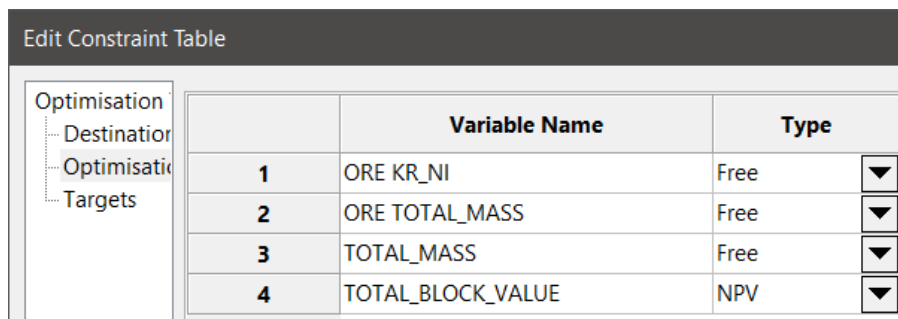 Edit Constraint Table
Optimisation
Destination
Optimisatic
Targets
Variable Name Type
1 ORE KR_NI Free
2 ORE TOTAL_MASS Free
3 TOTAL_MASS Free
4 TOTAL_BLOCK_VALUE NPV